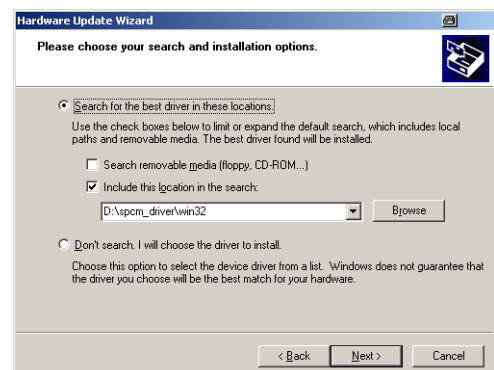 Hardware Update Wizard
Please choose your search and installation options.
Search for the best driver in these locations.
Use the check boxes below to limit or expand the default search, which includes local
paths and removable media. The best driver found will be installed.
Search removable media (floppy, CD-ROM...)
Include this location in the search:
D:\spcm_driver\win32
Browse
Don't search. I will choose the driver to install.
Choose this option to select the device driver from a list. Windows does not guarantee that
the driver you choose will be the best match for your hardware.
< Back
Next >
Cancel